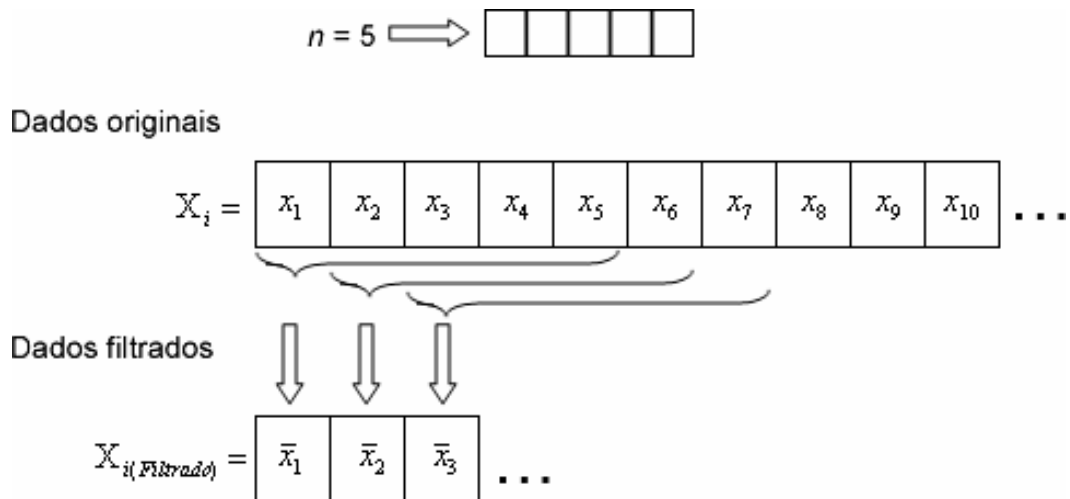 n = 5
Dados originais
X_i = x_1 x_2 x_3 x_4 x_5 x_6 x_7 x_8 x_9 x_10 ...
Dados filtrados
X_i(Filtrado) = x̄_1 x̄_2 x̄_3 ...